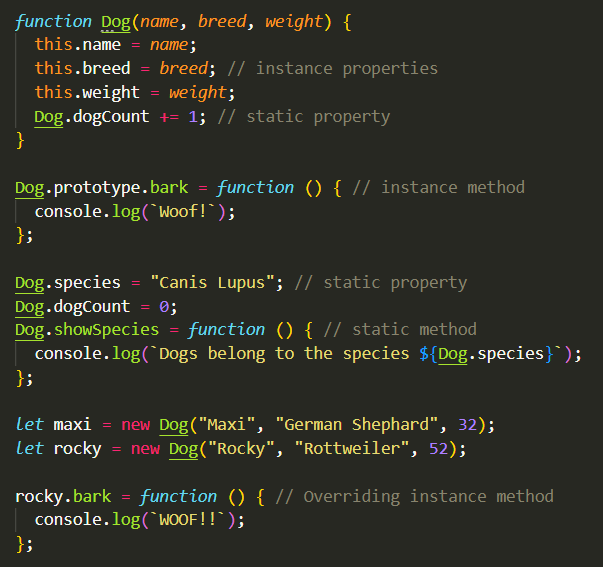 function Dog(name, breed, weight) {
  this.name = name;
  this.breed = breed; // instance properties
  this.weight = weight;
  Dog.dogCount += 1; // static property
}

Dog.prototype.bark = function () { // instance method
  console.log(`Woof!`);
};

Dog.species = "Canis Lupus"; // static property
Dog.dogCount = 0;
Dog.showSpecies = function () { // static method
  console.log(`Dogs belong to the species ${Dog.species}`);
};

let maxi = new Dog("Maxi", "German Shephard", 32);
let rocky = new Dog("Rocky", "Rottweiler", 52);

rocky.bark = function () { // Overriding instance method
  console.log(`WOOF!!`);
};